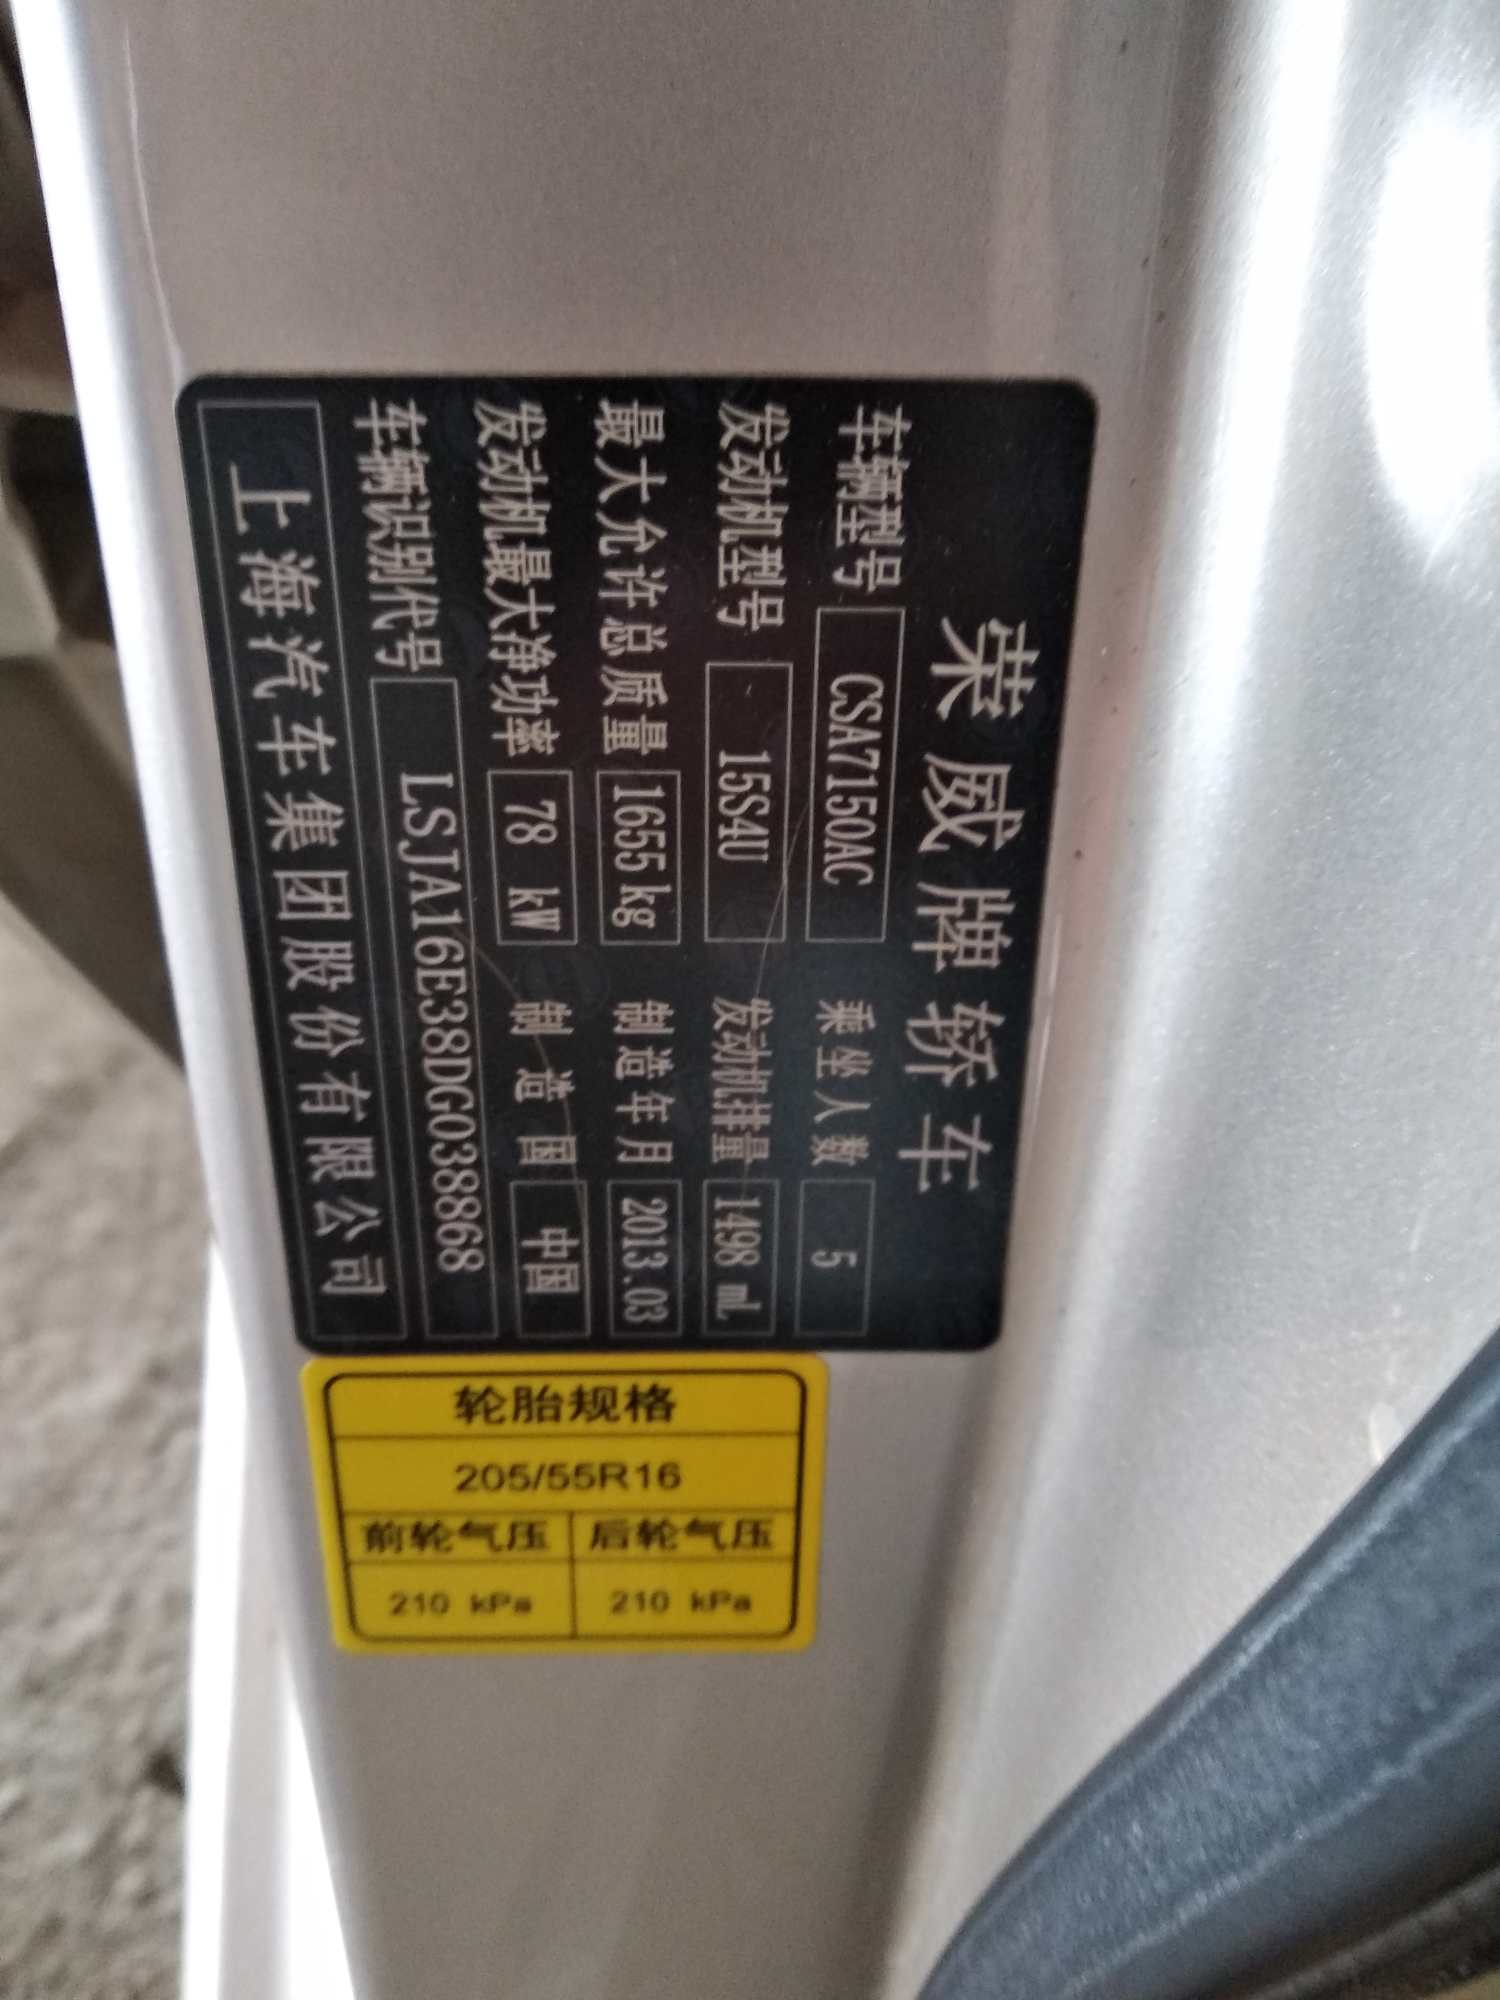 荣威牌轿车
车辆型号 CSA7150AC 乘坐人数 5
发动机型号 15S4U 发动机排量 1498 mL
最大允许总质量 1655kg 制造年月 2013.03
发动机最大净功率 78 kW 制造国 中国
车辆识别代号 LSJA16E38DG038868
上海汽车集团股份有限公司
轮胎规格
205/55R16
前轮气压 后轮气压
210 kPa 210 kPa